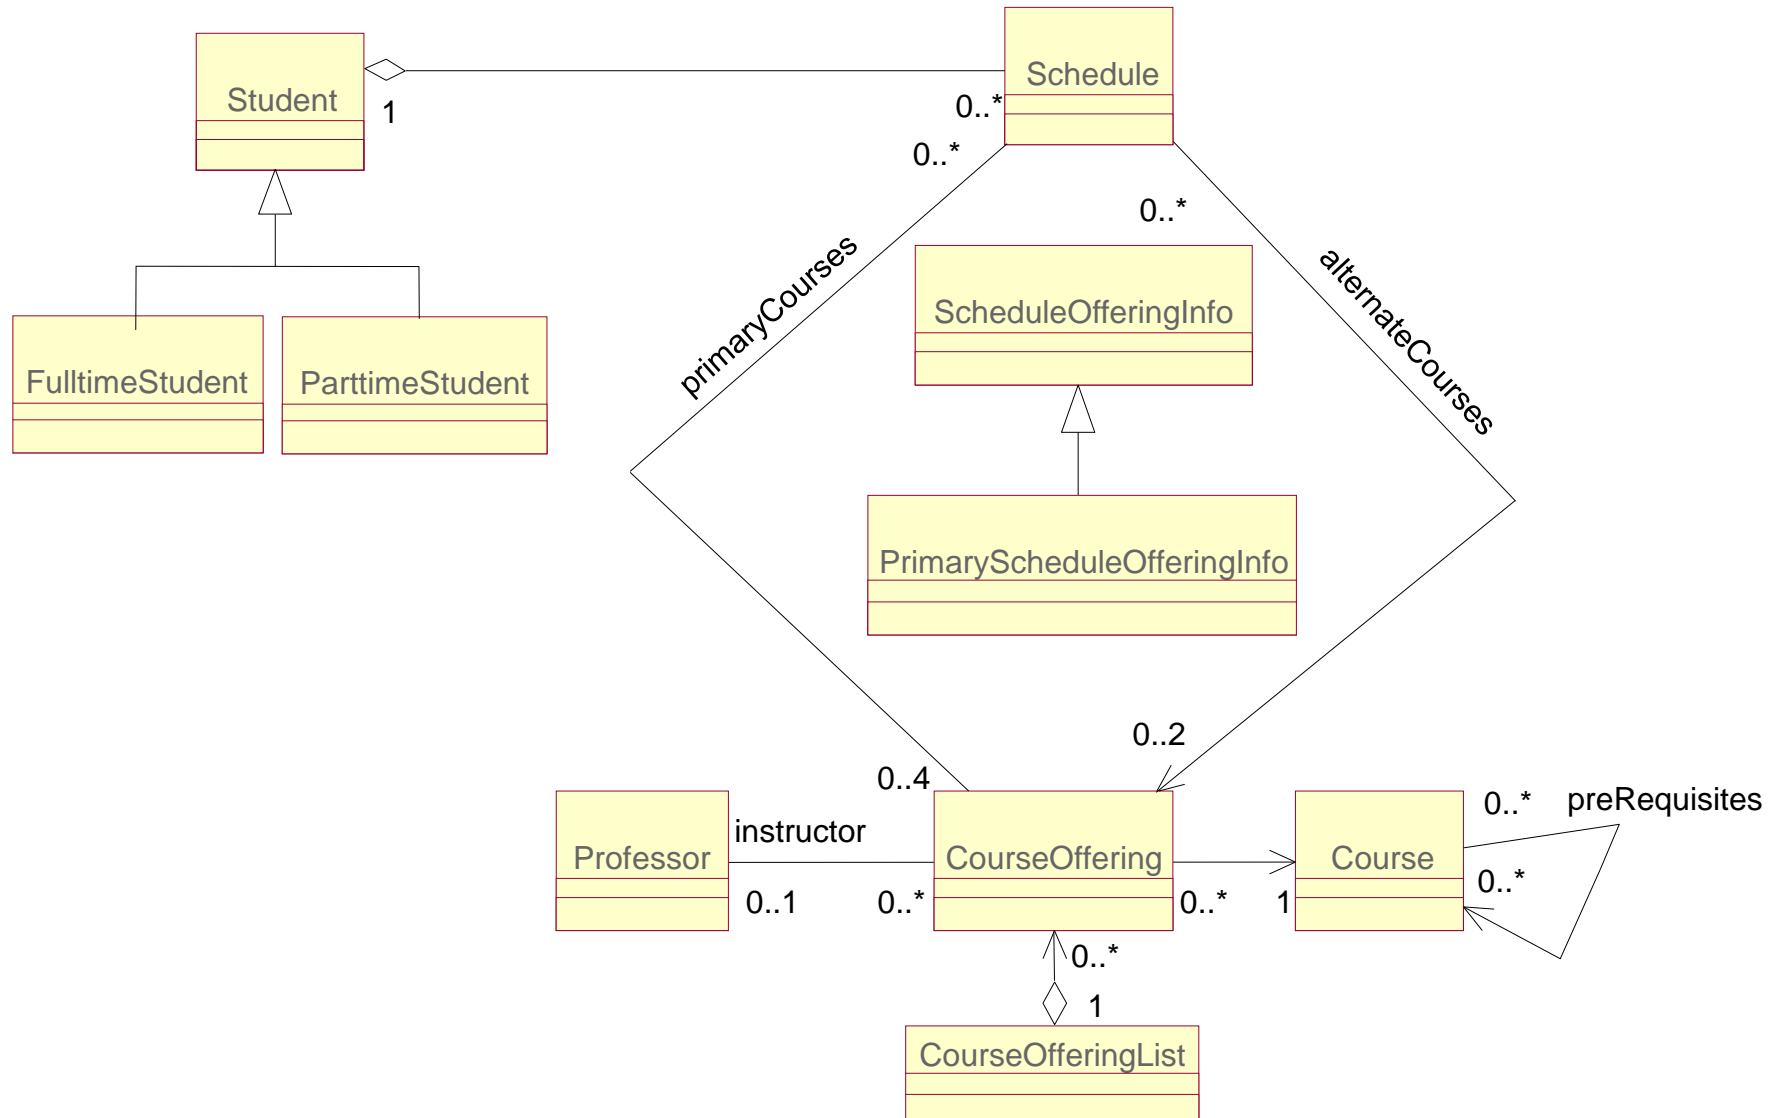 Student
1
Schedule
0..*
0..*
0..*
primaryCourses
alternateCourses
ScheduleOfferingInfo
FulltimeStudent
ParttimeStudent
PrimaryScheduleOfferingInfo
0..2
0..4
Professor
instructor
0..1
0..*
CourseOffering
0..*
1
Course
0..*
preRequisites
0..*
0..*
1
CourseOfferingList